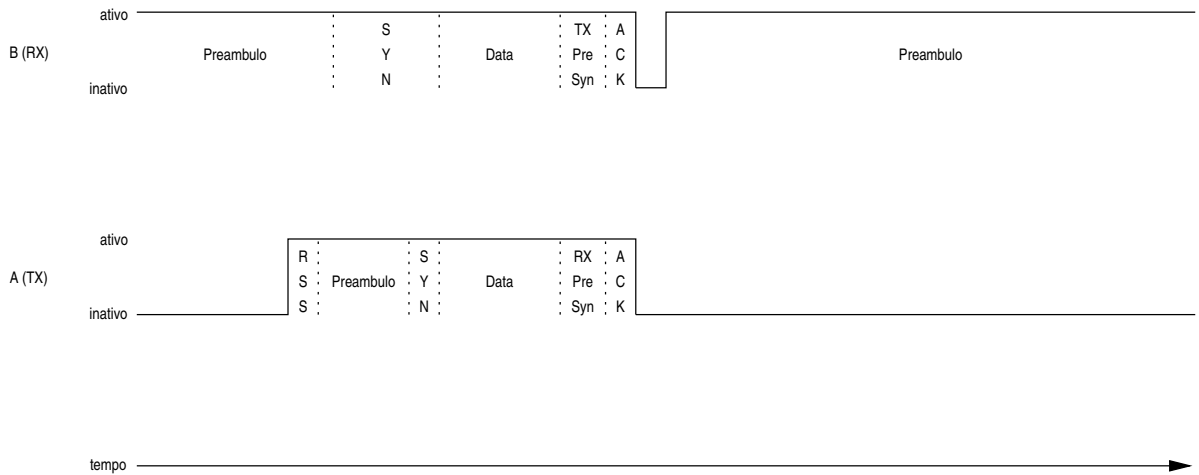 ativo
B (RX)
inativo
Preambulo
S
Y
N
Data
TX
Pre
Syn
A
C
K
Preambulo
ativo
A (TX)
inativo
R
S
S
Preambulo
S
Y
N
Data
RX
Pre
Syn
A
C
K
tempo